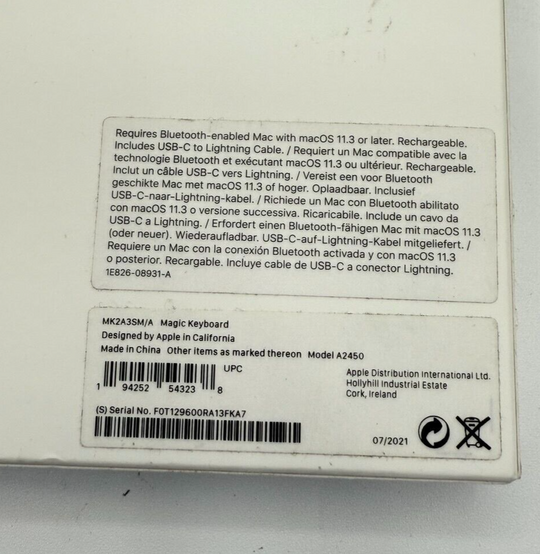 Requires Bluetooth-enabled Mac with macOS 11.3 or later. Rechargeable.
Includes USB-C to Lightning Cable. / Requiert un Mac compatible avec la
technologie Bluetooth et exécutant macOS 11.3 ou ultérieur. Rechargeable.
Inclut un câble USB-C vers Lightning. / Vereist een voor Bluetooth
geschikte Mac met macOS 11.3 of hoger. Oplaadbaar. Inclusief
USB-C-naar-Lightning-kabel. / Richiede un Mac con Bluetooth abilitato
con macOS 11.3 o versione successiva. Ricaricabile. Include un cavo da
USB-C a Lightning. / Erfordert einen Bluetooth-fähigen Mac mit macOS 11.3
(oder neuer). Wiederaufladbar. USB-C-auf-Lightning-Kabel mitgeliefert. /
Requiere un Mac con la conexión Bluetooth activada y con macOS 11.3
o posterior. Recargable. Incluye cable de USB-C a conector Lightning.
1E826-08931-A
MK2A3SM/A Magic Keyboard
Designed by Apple in California
Made in China Other items as marked thereon Model A2450
UPC
1 94252 54323 8
Apple Distribution International Ltd.
Hollyhill Industrial Estate
Cork, Ireland
(S) Serial No. F0T129600RA13FKA7
07/2021